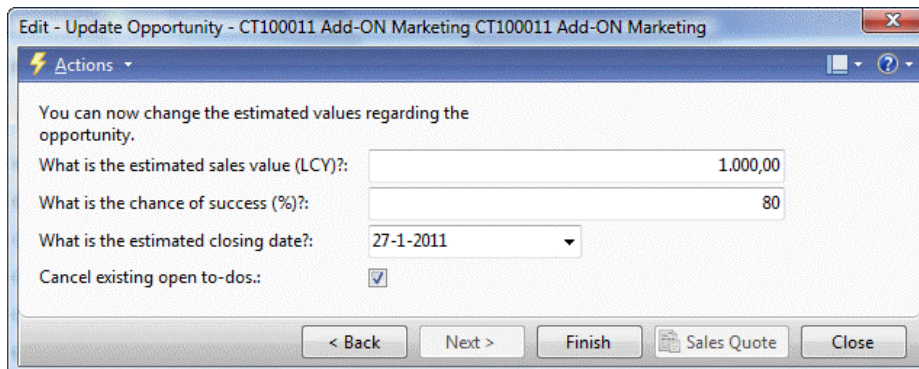 Edit - Update Opportunity - CT100011 Add-ON Marketing CT100011 Add-ON Marketing
Actions
You can now change the estimated values regarding the
opportunity.
What is the estimated sales value (LCY)?: 1.000,00
What is the chance of success (%)?: 80
What is the estimated closing date?: 27-1-2011
Cancel existing open to-dos.:
< Back Next > Finish Sales Quote Close